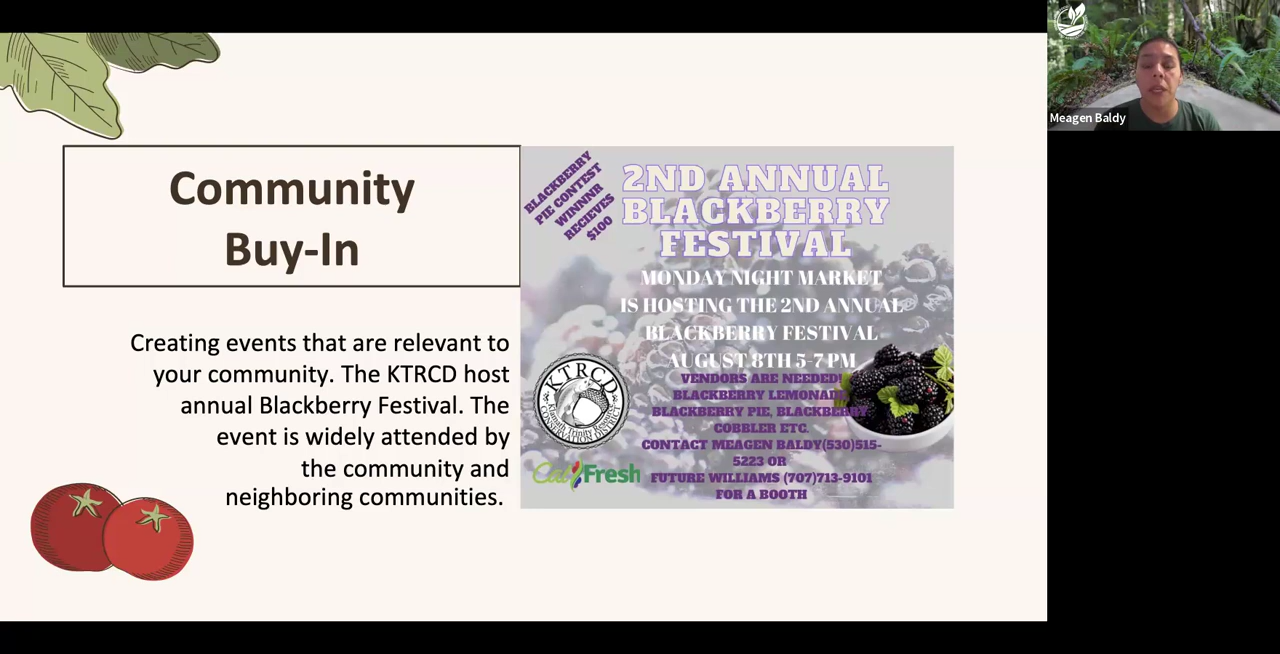 Community
Buy-In
Creating events that are relevant to
your community. The KTRCD host
annual Blackberry Festival. The
event is widely attended by
the community and
neighboring communities.
BLACKBERRY
PIE CONTEST
WINNNR
RECIEVES
$100
2ND ANNUAL
BLACKBERRY
FESTIVAL
MONDAY NIGHT MARKET
IS HOSTING THE 2ND ANNUAL
BLACKBERRY FESTIVAL
AUGUST 8TH 5-7 PM
VENDORS ARE NEEDED!
BLACKBERRY LEMONADE,
BLACKBERRY PIE, BLACKBERRY
COBBLER ETC.
CONTACT MEAGEN BALDY(530)515-
5223 OR
FUTURE WILLIAMS (707)713-9101
FOR A BOOTH
KTRCD
CONSERVATION DISTRICT
CalFresh
Meagen Baldy